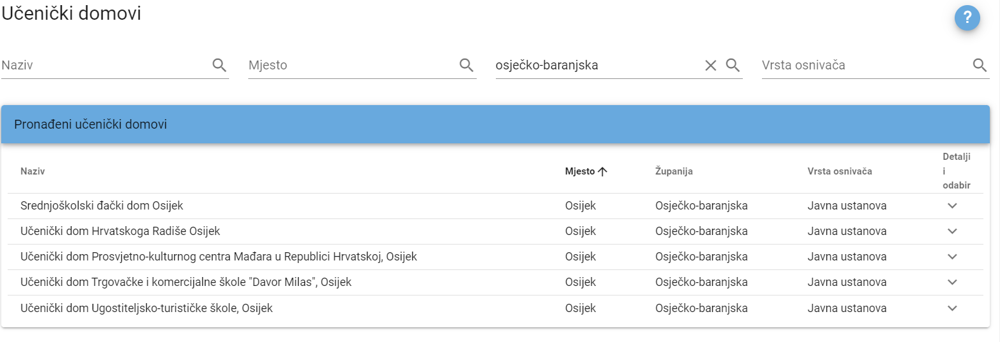 Učenički domovi
?
Naziv Mjesto osječko-baranjska Vrsta osnivača
Pronađeni učenički domovi
Naziv Mjesto Županija Vrsta osnivača Detalji i odabir
Srednjoškolski đački dom Osijek Osijek Osječko-baranjska Javna ustanova
Učenički dom Hrvatskoga Radiše Osijek Osijek Osječko-baranjska Javna ustanova
Učenički dom Prosvjetno-kulturnog centra Mađara u Republici Hrvatskoj, Osijek Osijek Osječko-baranjska Javna ustanova
Učenički dom Trgovačke i komercijalne škole "Davor Milas", Osijek Osijek Osječko-baranjska Javna ustanova
Učenički dom Ugostiteljsko-turističke škole, Osijek Osijek Osječko-baranjska Javna ustanova